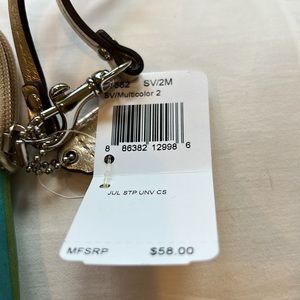 SV/2M
SV/Multicolor 2
8 86382 12998 6
JUL STP UNV CS
MFSRP $58.00